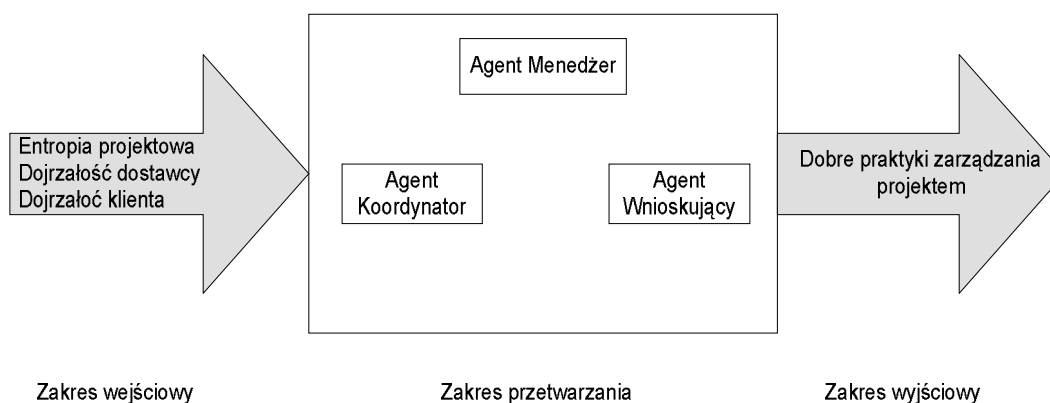 Agent Menedżer
Entropia projektowa
Dojrzałość dostawcy
Dojrzałoć klienta
Agent
Koordynator
Agent
Wnioskujący
Dobre praktyki zarządzania
projektem
Zakres wejściowy
Zakres przetwarzania
Zakres wyjściowy